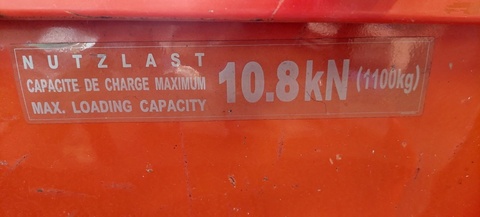 NUTZLAST
CAPACITE DE CHARGE MAXIMUM
MAX. LOADING CAPACITY
10.8kN (1100kg)